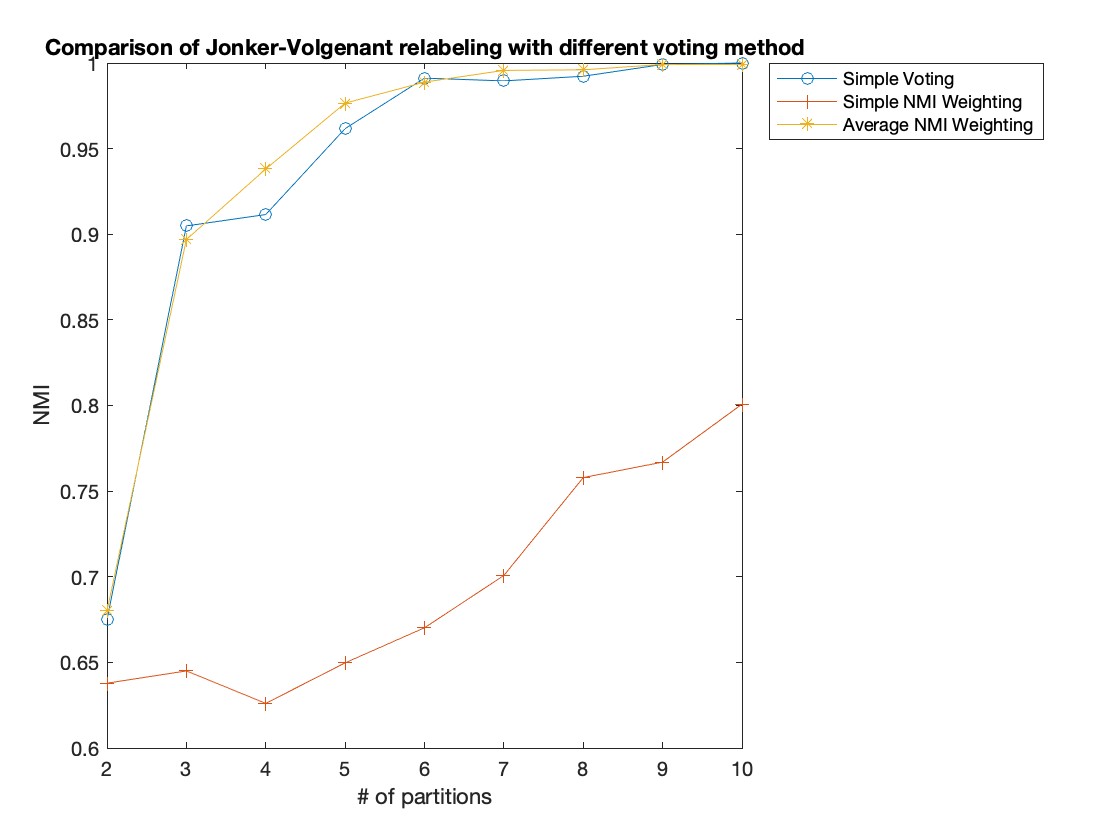 Comparison of Jonker-Volgenant relabeling with different voting method
Simple Voting
Simple NMI Weighting
Average NMI Weighting
1
0.95
0.9
0.85
0.8
0.75
0.7
0.65
0.6
NMI
2 3 4 5 6 7 8 9 10
# of partitions